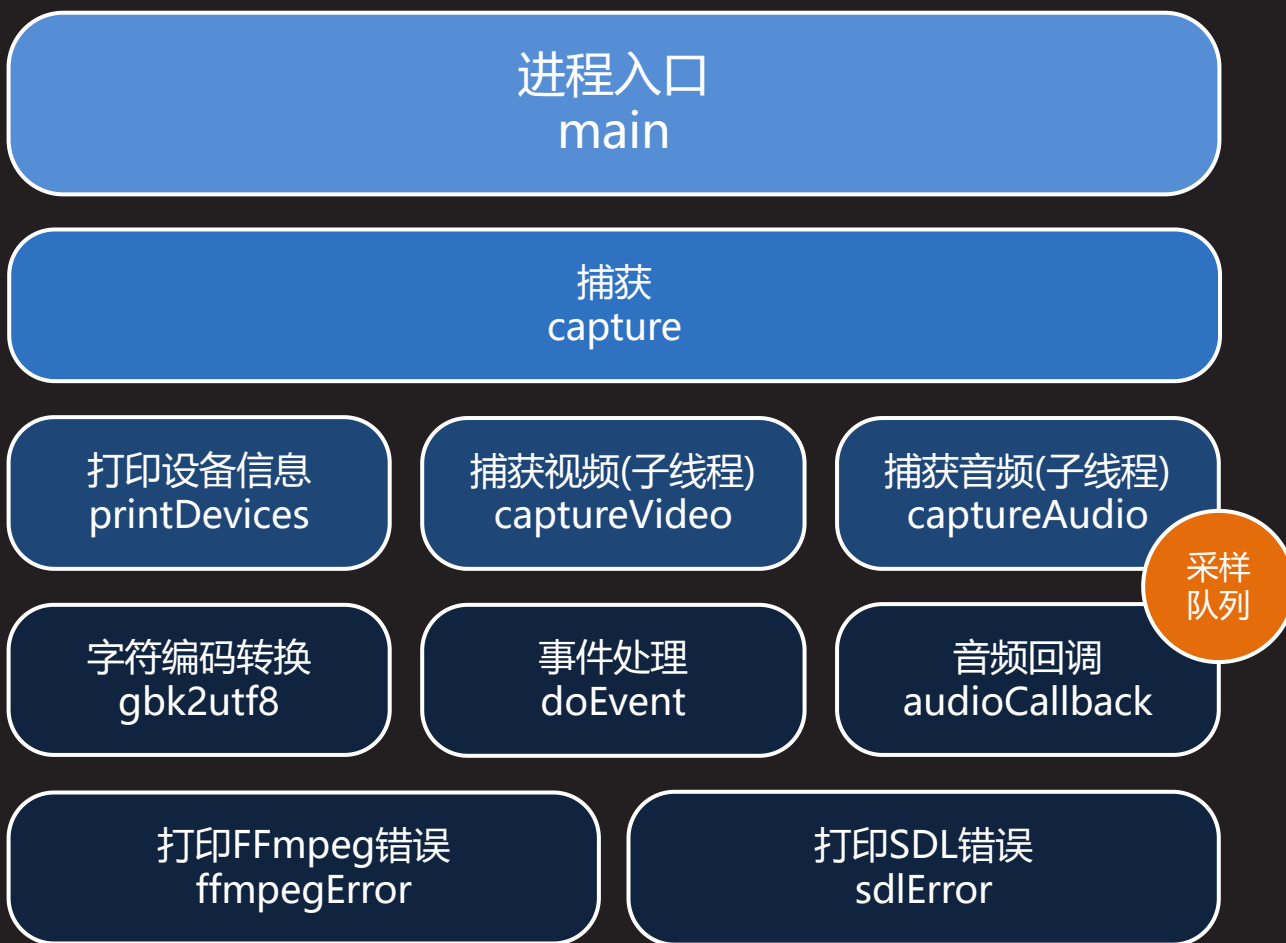 进程入口
main
捕获
capture
打印设备信息
printDevices
捕获视频(子线程)
captureVideo
捕获音频(子线程)
captureAudio
采样
队列
字符编码转换
gbk2utf8
事件处理
doEvent
音频回调
audioCallback
打印FFmpeg错误
ffmpegError
打印SDL错误
sdlError